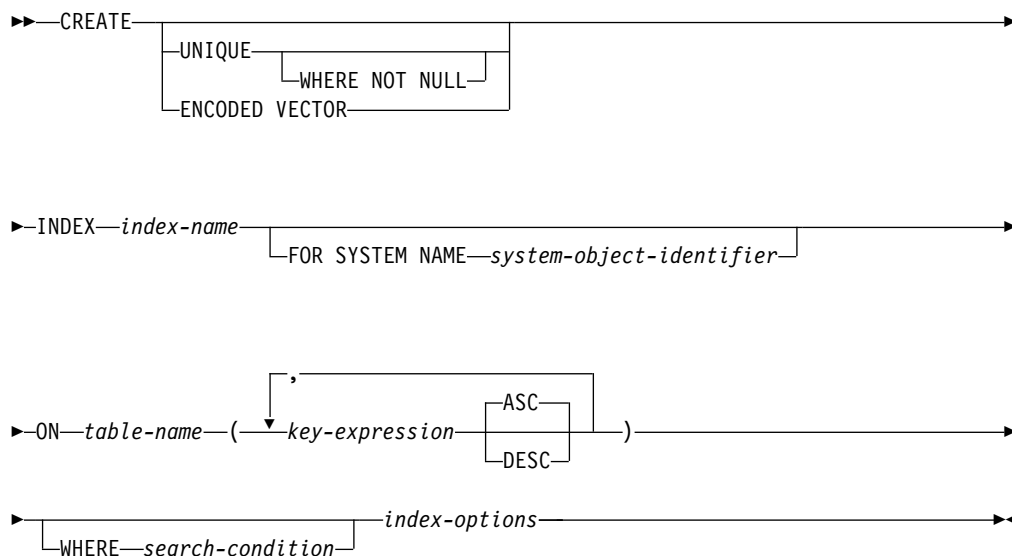 CREATE
UNIQUE
WHERE NOT NULL
ENCODED VECTOR
INDEX index-name
FOR SYSTEM NAME system-object-identifier
,
ASC
ON table-name ( key-expression )
DESC
index-options
WHERE search-condition